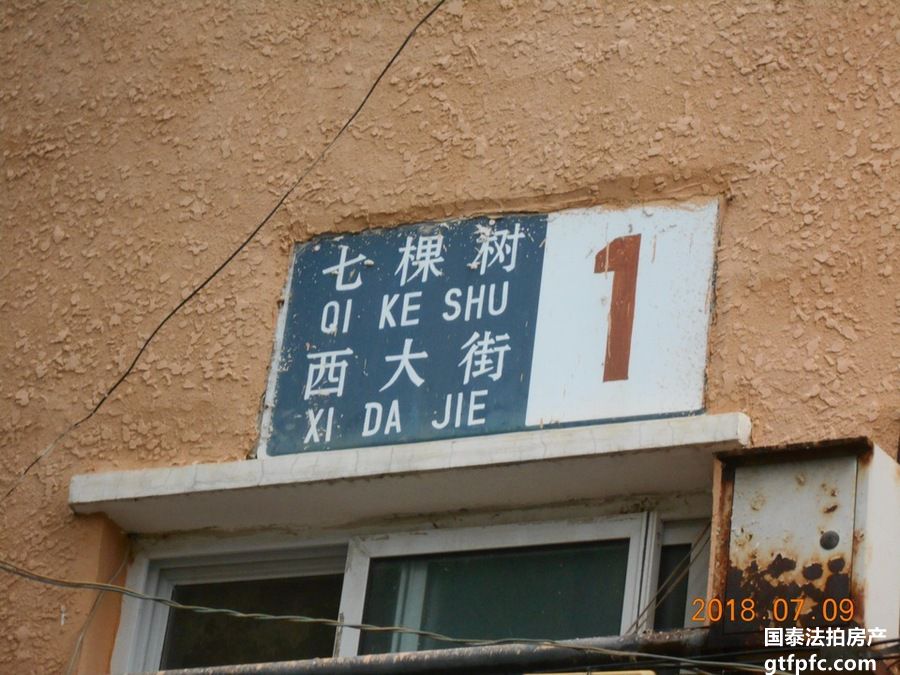 七棵树
QI KE SHU
西大街
XI DA JIE
1
2018.07.09
国泰法拍房产
gtfpfc.com